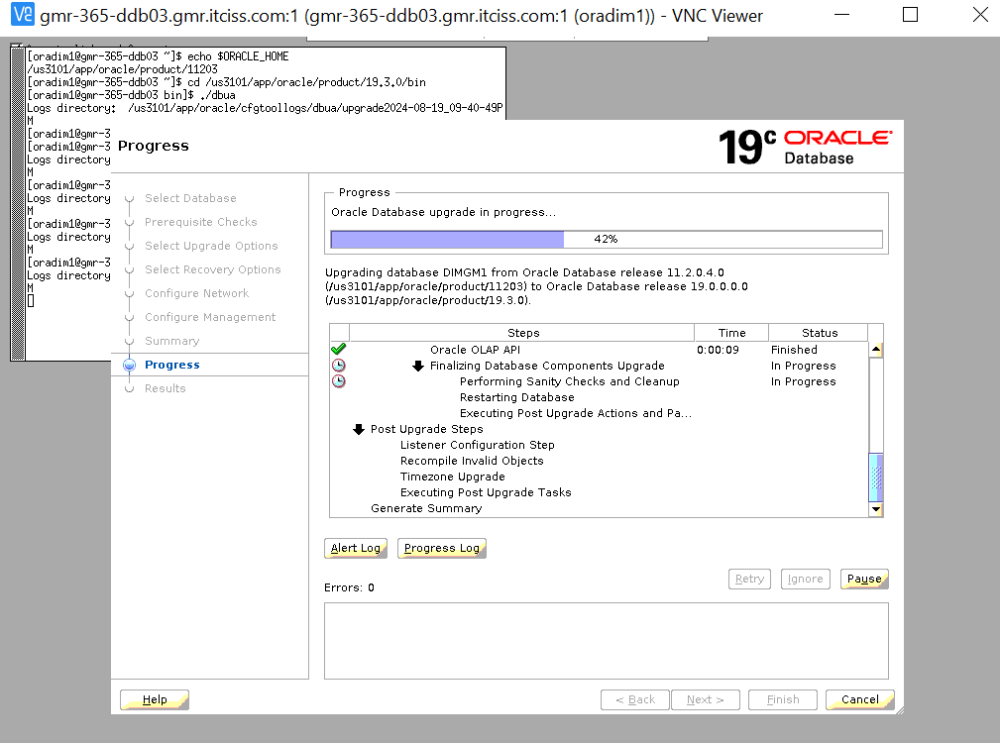 VE gmr-365-ddb03.gmr.itciss.com:1 (gmr-365-ddb03.gmr.itciss.com:1 (oradim1)) - VNC Viewer
[oradim1@gmr-365-ddb03 ~]$ echo $ORACLE_HOME
/us3101/app/oracle/product/11203
[oradim1@gmr-365-ddb03 ~]$ cd /us3101/app/oracle/product/19.3.0/bin
[oradim1@gmr-365-ddb03 bin]$ ./dbua
Logs directory:  /us3101/app/oracle/cfgtoollogs/dbua/upgrade2024-08-19_09-40-49P
M
[oradim1@gmr-3
[oradim1@gmr-3
Logs directory
M
[oradim1@gmr-3
Logs directory
M
[oradim1@gmr-3
Logs directory
M
[oradim1@gmr-3
Logs directory
M
Progress
19c ORACLE
Database
Select Database
Prerequisite Checks
Select Upgrade Options
Select Recovery Options
Configure Network
Configure Management
Summary
Progress
Results
Progress
Oracle Database upgrade in progress...
42%
Upgrading database DIMGM1 from Oracle Database release 11.2.0.4.0
(/us3101/app/oracle/product/11203) to Oracle Database release 19.0.0.0.0
(/us3101/app/oracle/product/19.3.0).
Steps Time Status
Oracle OLAP API 0:00:09 Finished
Finalizing Database Components Upgrade In Progress
Performing Sanity Checks and Cleanup In Progress
Restarting Database
Executing Post Upgrade Actions and Pa...
Post Upgrade Steps
Listener Configuration Step
Recompile Invalid Objects
Timezone Upgrade
Executing Post Upgrade Tasks
Generate Summary
Alert Log Progress Log
Retry Ignore Pause
Errors: 0
Help < Back Next > Finish Cancel